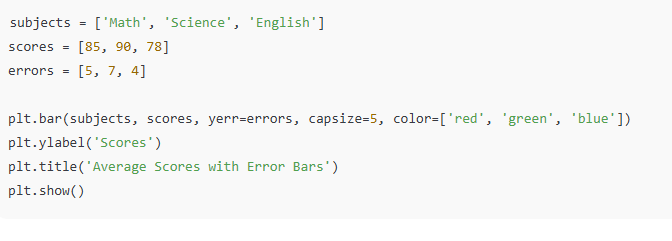 subjects = ['Math', 'Science', 'English']
scores = [85, 90, 78]
errors = [5, 7, 4]
plt.bar(subjects, scores, yerr=errors, capsize=5, color=['red', 'green', 'blue'])
plt.ylabel('Scores')
plt.title('Average Scores with Error Bars')
plt.show()